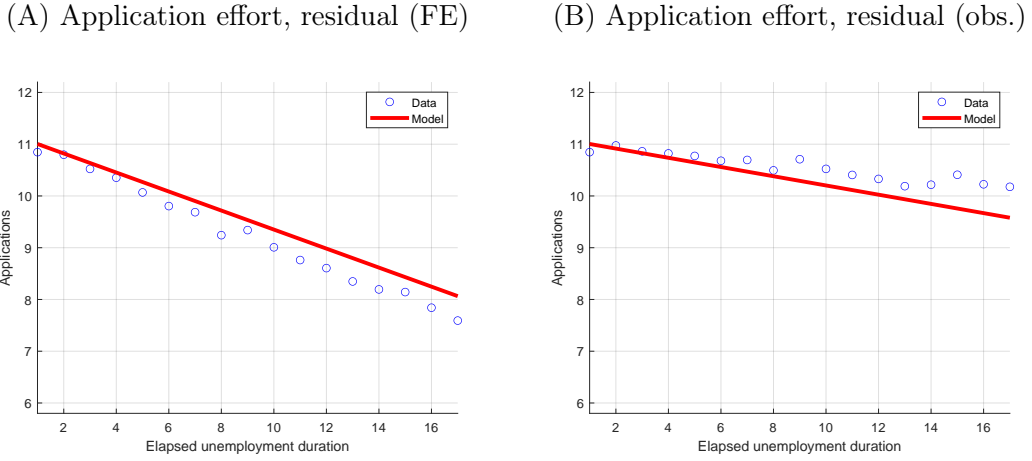 (A) Application effort, residual (FE)
12
11
10
9
8
7
6
Applications
2 4 6 8 10 12 14 16
Elapsed unemployment duration
Data
Model
(B) Application effort, residual (obs.)
12
11
10
9
8
7
6
Applications
2 4 6 8 10 12 14 16
Elapsed unemployment duration
Data
Model